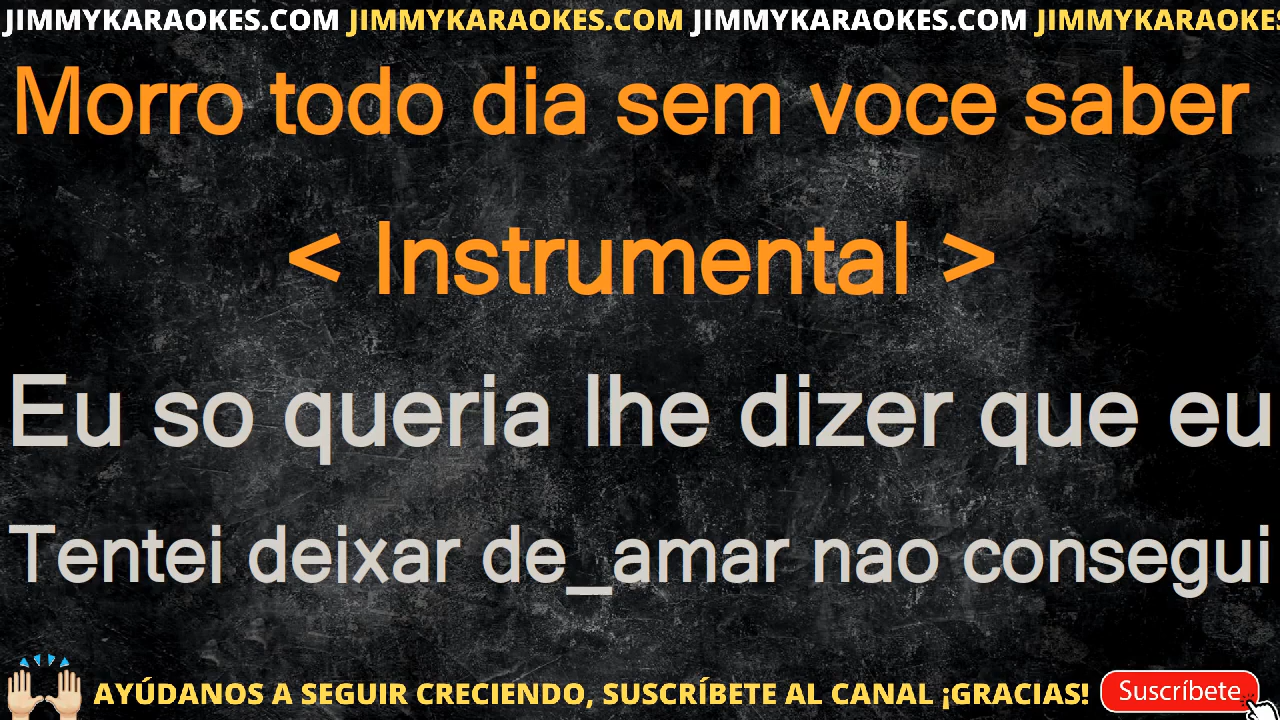 JIMMYKARAOKES.COM JIMMYKARAOKES.COM JIMMYKARAOKES.COM JIMMYKARAOKES
Morro todo dia sem voce saber
< Instrumental >
Eu so queria lhe dizer que eu
Tentei deixar de_amar nao consegui
AYÚDANOS A SEGUIR CRECIENDO, SUSCRÍBETE AL CANAL ¡GRACIAS! Suscríbete